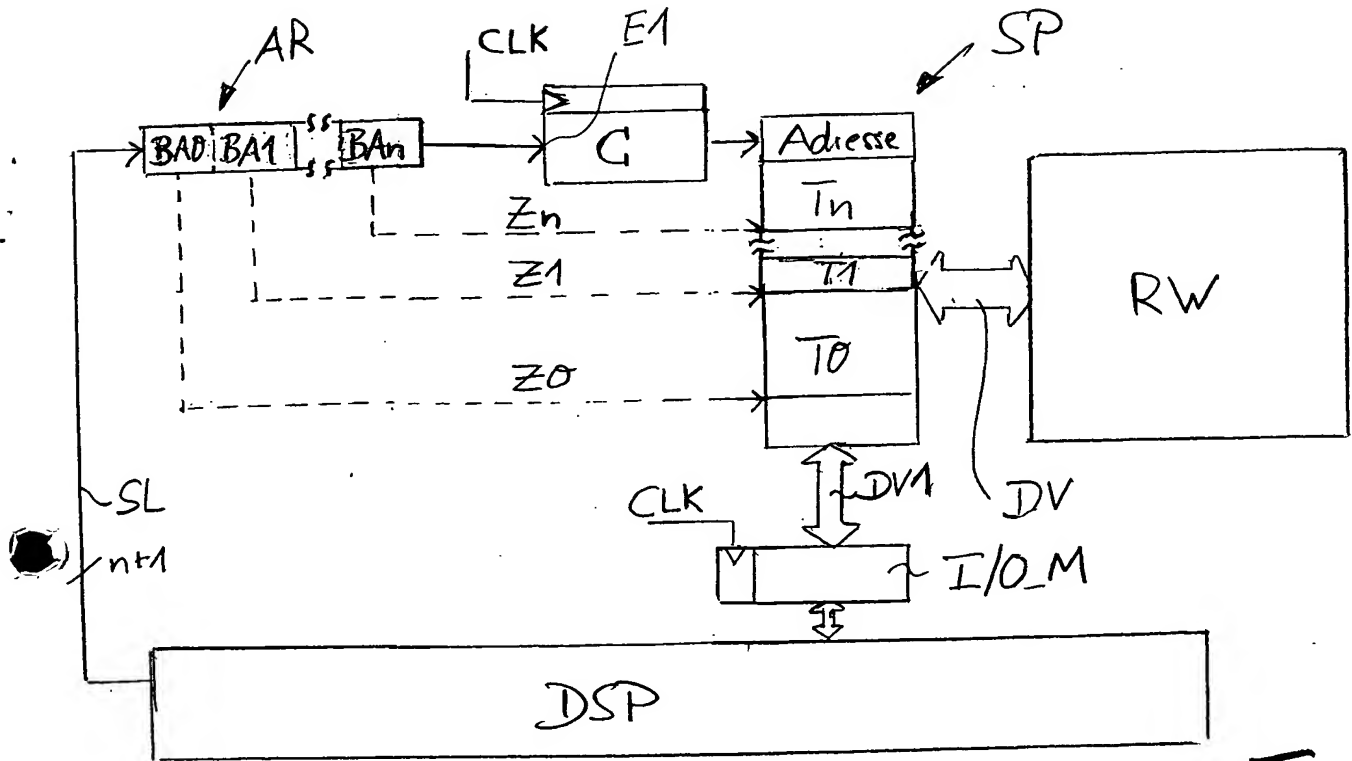 AR
CLK
E1
SP
BA0 BA1 BAn
C
Adresse
Tn
Zn
Z1
T1
RW
T0
Z0
SL
CLK
DV1
DV
n+1
I/O_M
DSP